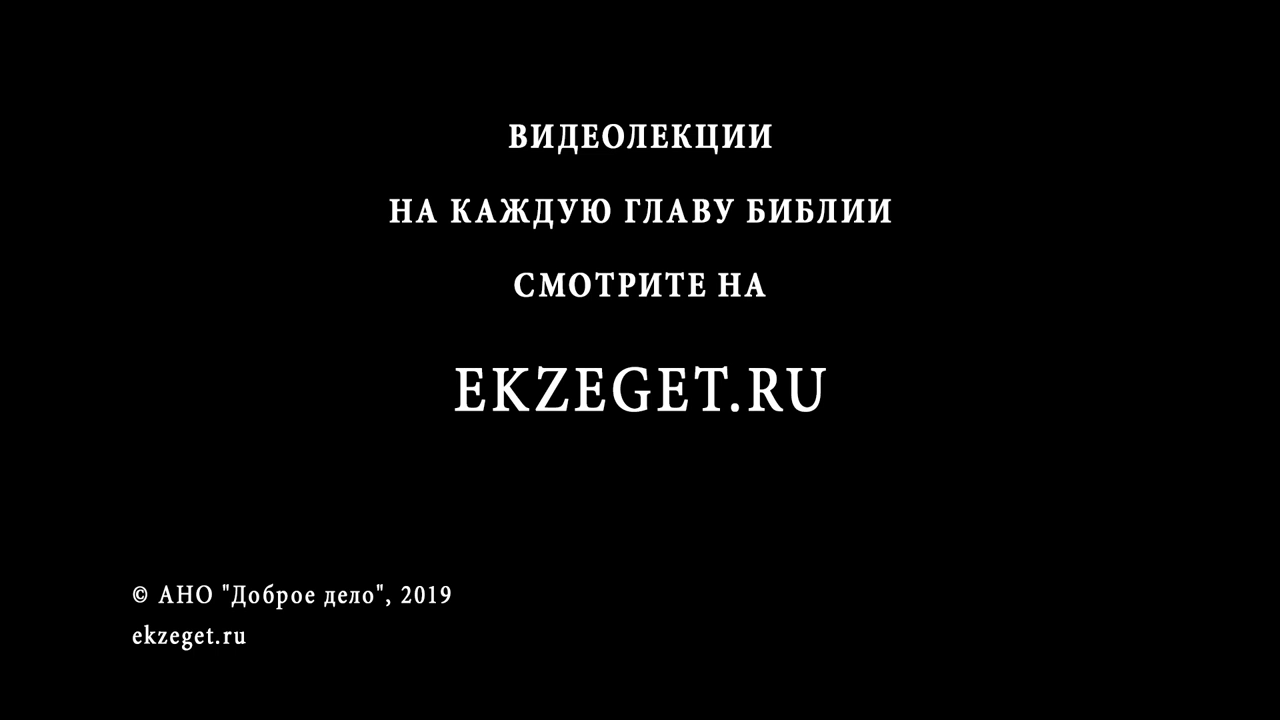 ВИДЕОЛЕКЦИИ
НА КАЖДУЮ ГЛАВУ БИБЛИИ
СМОТРИТЕ НА
EKZEGET.RU
© АНО "Доброе дело", 2019
ekzeget.ru